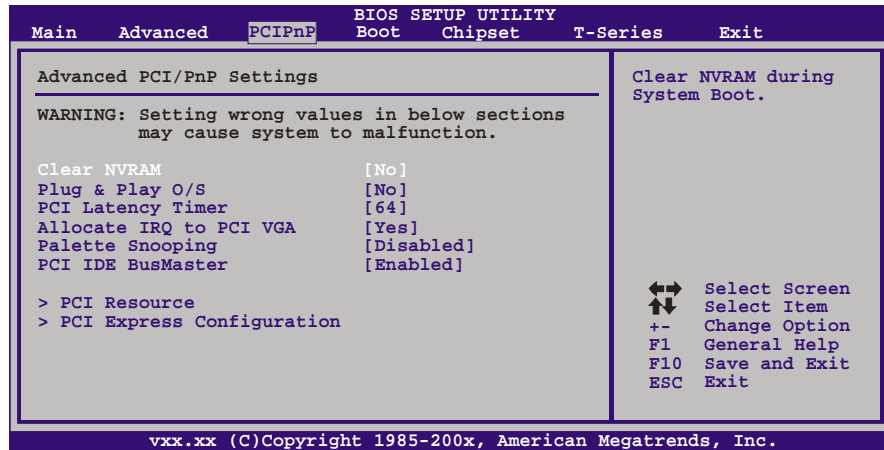 BIOS SETUP UTILITY
Main Advanced PCIPnP Boot Chipset T-Series Exit
Advanced PCI/PnP Settings
WARNING: Setting wrong values in below sections
may cause system to malfunction.
Clear NVRAM [No]
Plug & Play O/S [No]
PCI Latency Timer [64]
Allocate IRQ to PCI VGA [Yes]
Palette Snooping [Disabled]
PCI IDE BusMaster [Enabled]
> PCI Resource
> PCI Express Configuration
Clear NVRAM during
System Boot.
Select Screen
Select Item
+- Change Option
F1 General Help
F10 Save and Exit
ESC Exit
vxx.xx (C)Copyright 1985-200x, American Megatrends, Inc.